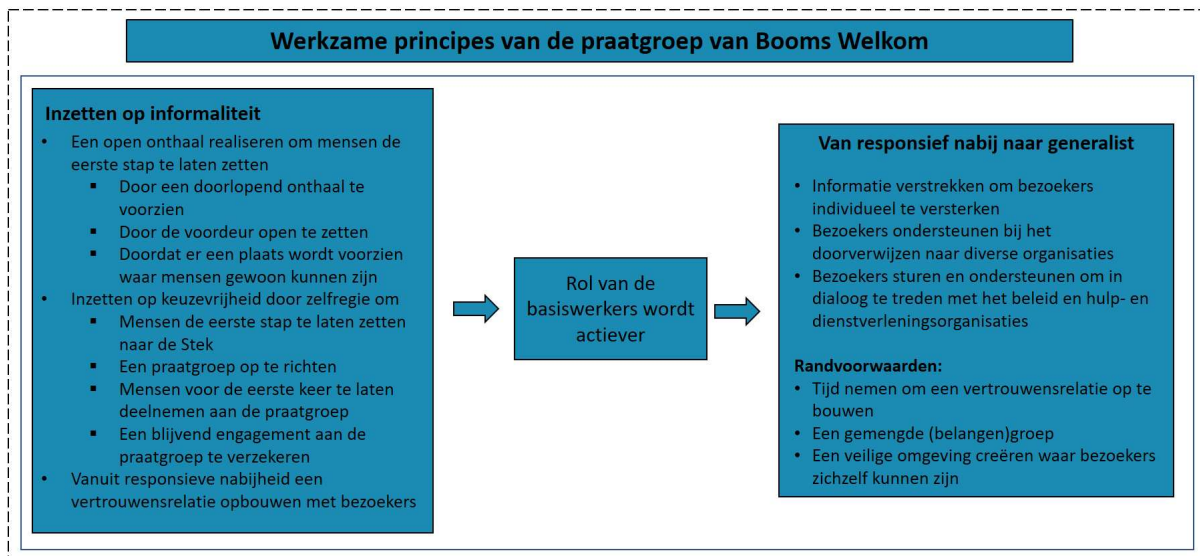 Werkzame principes van de praatgroep van Booms Welkom
Inzetten op informaliteit
• Een open onthaal realiseren om mensen de
eerste stap te laten zetten
▪ Door een doorlopend onthaal te
voorzien
▪ Door de voordeur open te zetten
▪ Doordat er een plaats wordt voorzien
waar mensen gewoon kunnen zijn
• Inzetten op keuzevrijheid door zelfregie om
▪ Mensen de eerste stap te laten zetten
naar de Stek
▪ Een praatgroep op te richten
▪ Mensen voor de eerste keer te laten
deelnemen aan de praatgroep
▪ Een blijvend engagement aan de
praatgroep te verzekeren
• Vanuit responsieve nabijheid een
vertrouwensrelatie opbouwen met bezoekers
Rol van de
basiswerkers wordt
actiever
Van responsief nabij naar generalist
• Informatie verstrekken om bezoekers
individueel te versterken
• Bezoekers ondersteunen bij het
doorverwijzen naar diverse organisaties
• Bezoekers sturen en ondersteunen om in
dialoog te treden met het beleid en hulp- en
dienstverleningsorganisaties
Randvoorwaarden:
• Tijd nemen om een vertrouwensrelatie op te
bouwen
• Een gemengde (belangen)groep
• Een veilige omgeving creëren waar bezoekers
zichzelf kunnen zijn